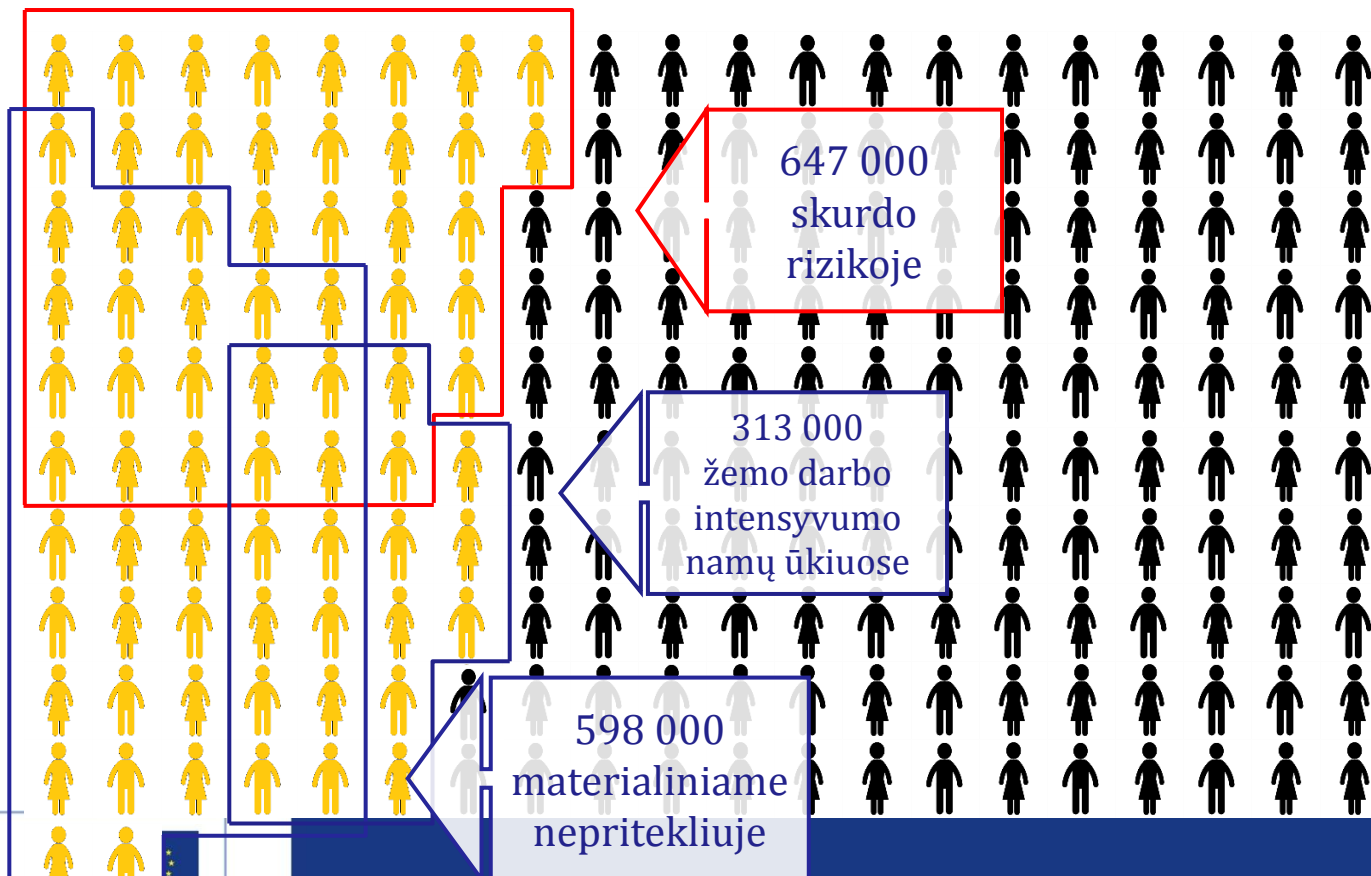 647 000
skurdo
rizikoje
313 000
žemo darbo
intensyvumo
namų ūkiuose
598 000
materialiniame
nepritekliuje